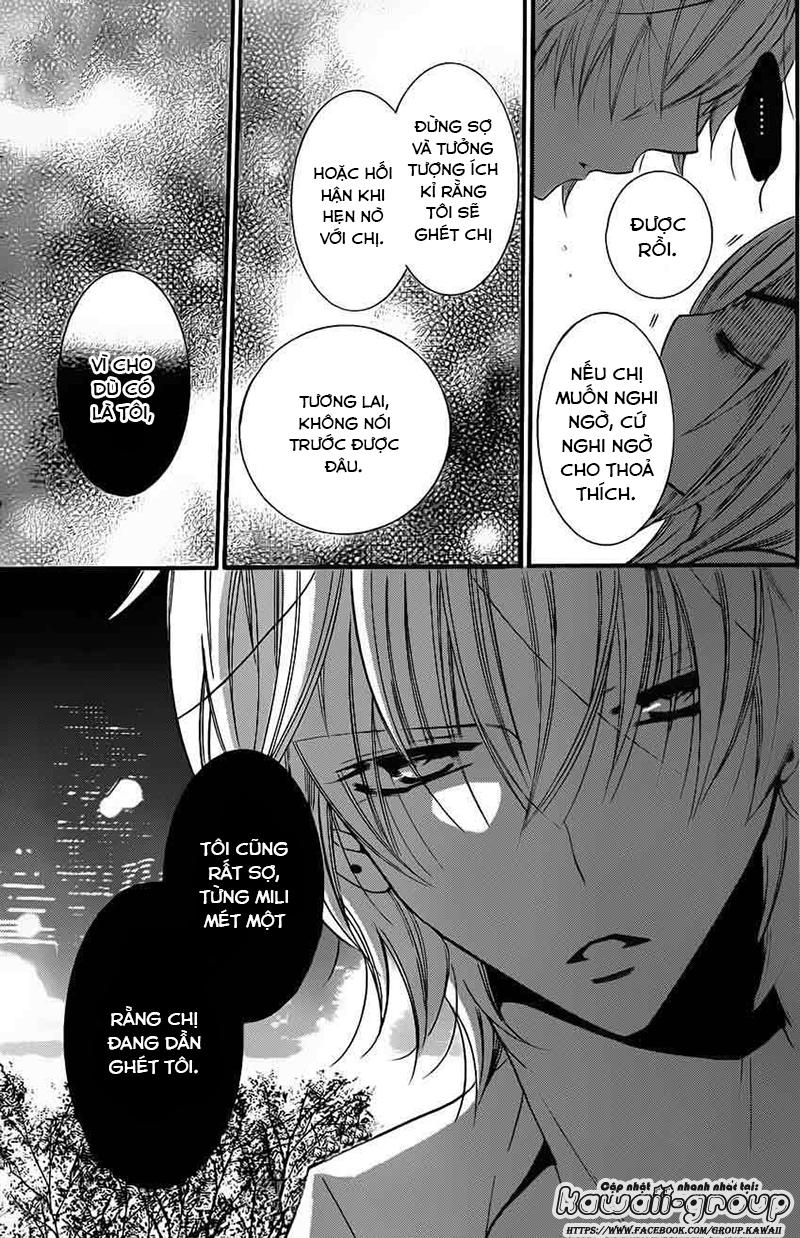 ......
ĐƯỢC
RỒI.
NẾU CHỊ
MUỐN NGHI
NGỜ, CỨ
NGHI NGỜ
CHO THOẢ
THÍCH.
ĐỪNG SỢ
VÀ TƯỞNG
TƯỢNG ÍCH
KỈ RẰNG
TÔI SẼ
GHÉT CHỊ
HOẶC HỐI
HẬN KHI
HẸN NỜ
VỚI CHỊ.
TƯƠNG LAI,
KHÔNG NÓI
TRƯỚC ĐƯỢC
ĐÂU.
VÌ CHO
DÙ CÓ
LÀ TÔI,
TÔI CŨNG
RẤT SỢ,
TỪNG MILI
MÉT MỘT
RẰNG CHỊ
ĐANG DẦN
GHÉT TÔI.
Cập nhật nhanh nhất tại:
kawaii-group
HTTPS://WWW.FACEBOOK.COM/GROUP.KAWAII